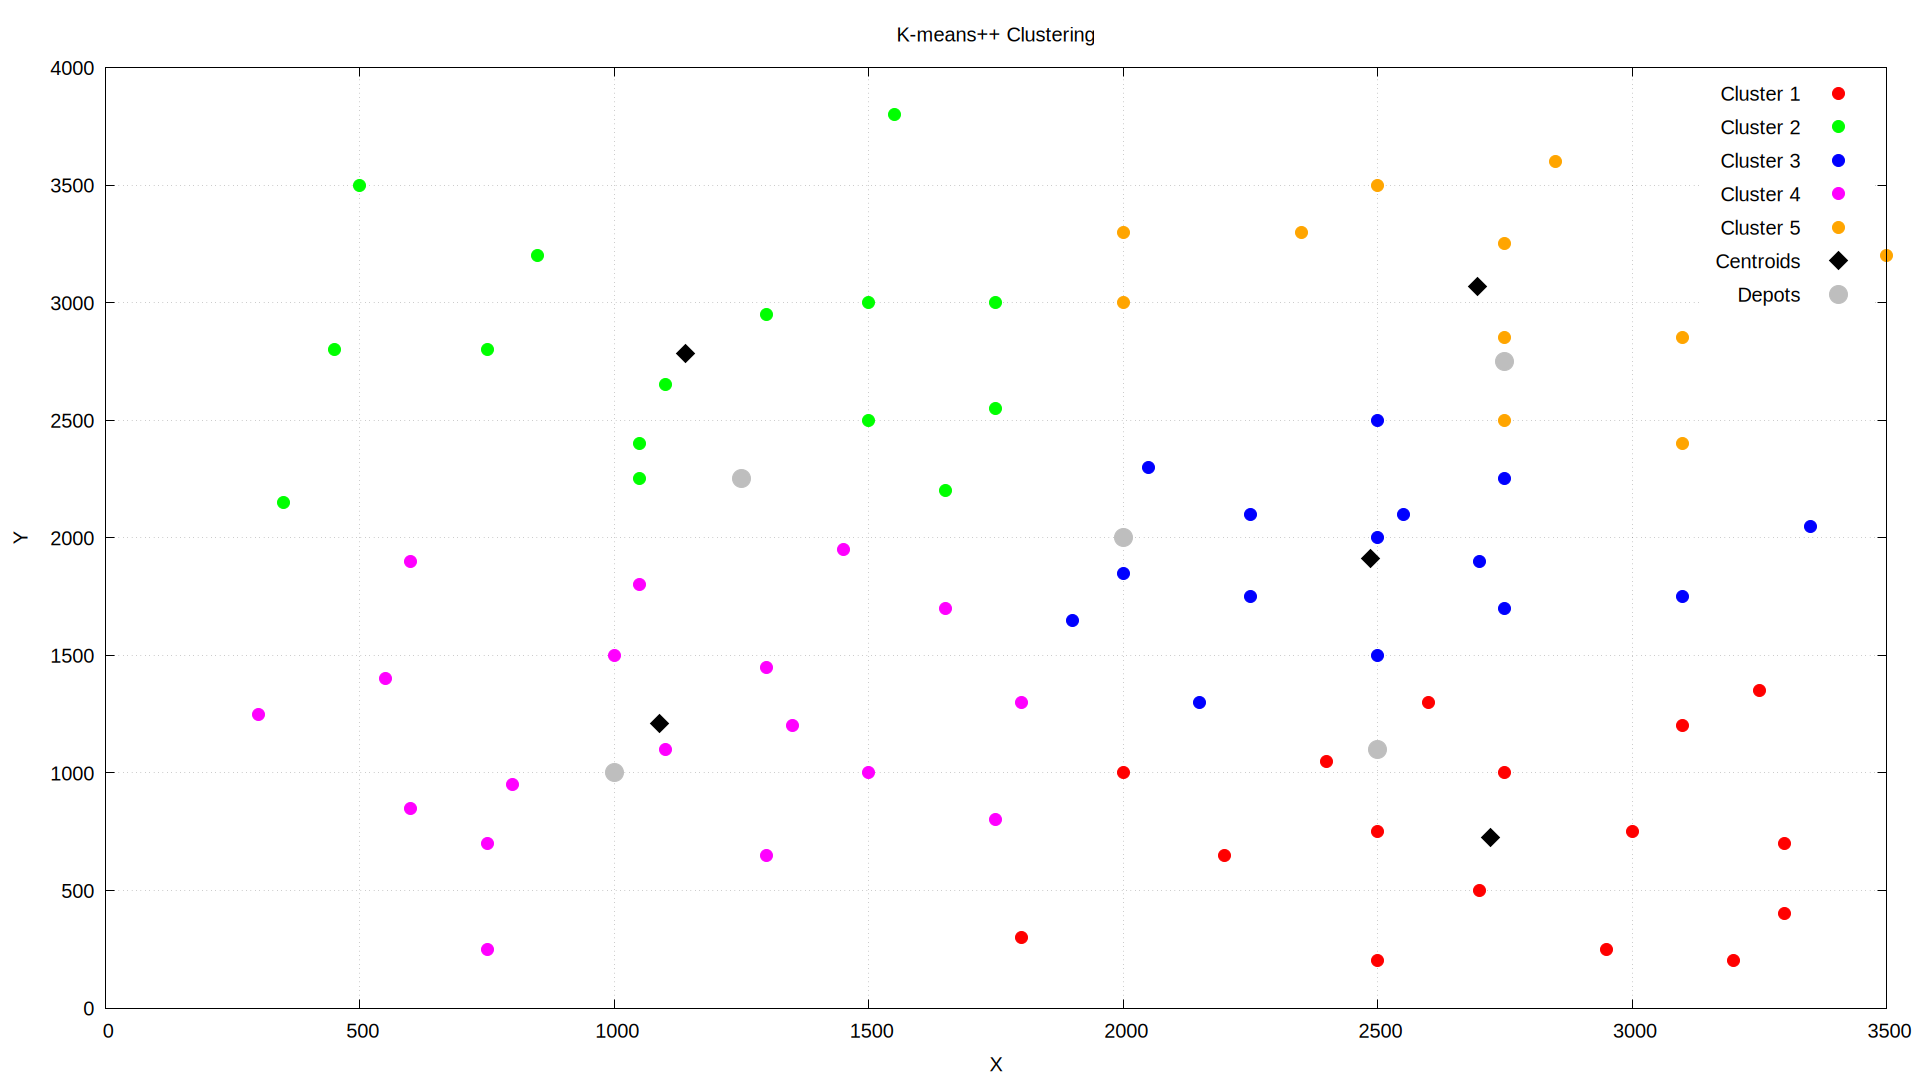 K-means++ Clustering
4000
3500
3000
2500
2000
1500
1000
500
0
Y
Cluster 1
Cluster 2
Cluster 3
Cluster 4
Cluster 5
Centroids
Depots
0 500 1000 1500 2000 2500 3000 3500
X